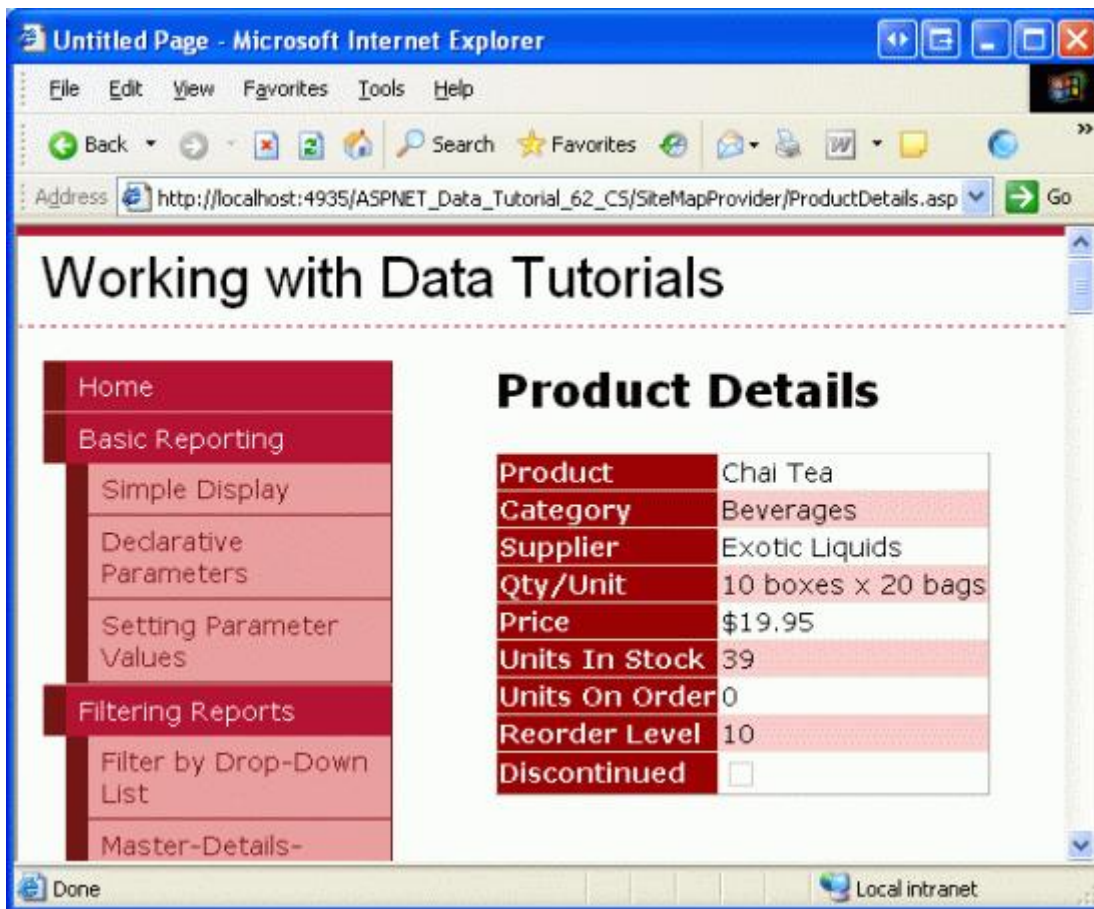 Untitled Page - Microsoft Internet Explorer
File Edit View Favorites Tools Help
Back Search Favorites W »
Address http://localhost:4935/ASPNET_Data_Tutorial_62_CS/SiteMapProvider/ProductDetails.asp Go
Working with Data Tutorials
Home
Basic Reporting
Simple Display
Declarative
Parameters
Setting Parameter
Values
Filtering Reports
Filter by Drop-Down
List
Master-Details-
Product Details
Product Chai Tea
Category Beverages
Supplier Exotic Liquids
Qty/Unit 10 boxes x 20 bags
Price $19.95
Units In Stock 39
Units On Order 0
Reorder Level 10
Discontinued
Done Local intranet